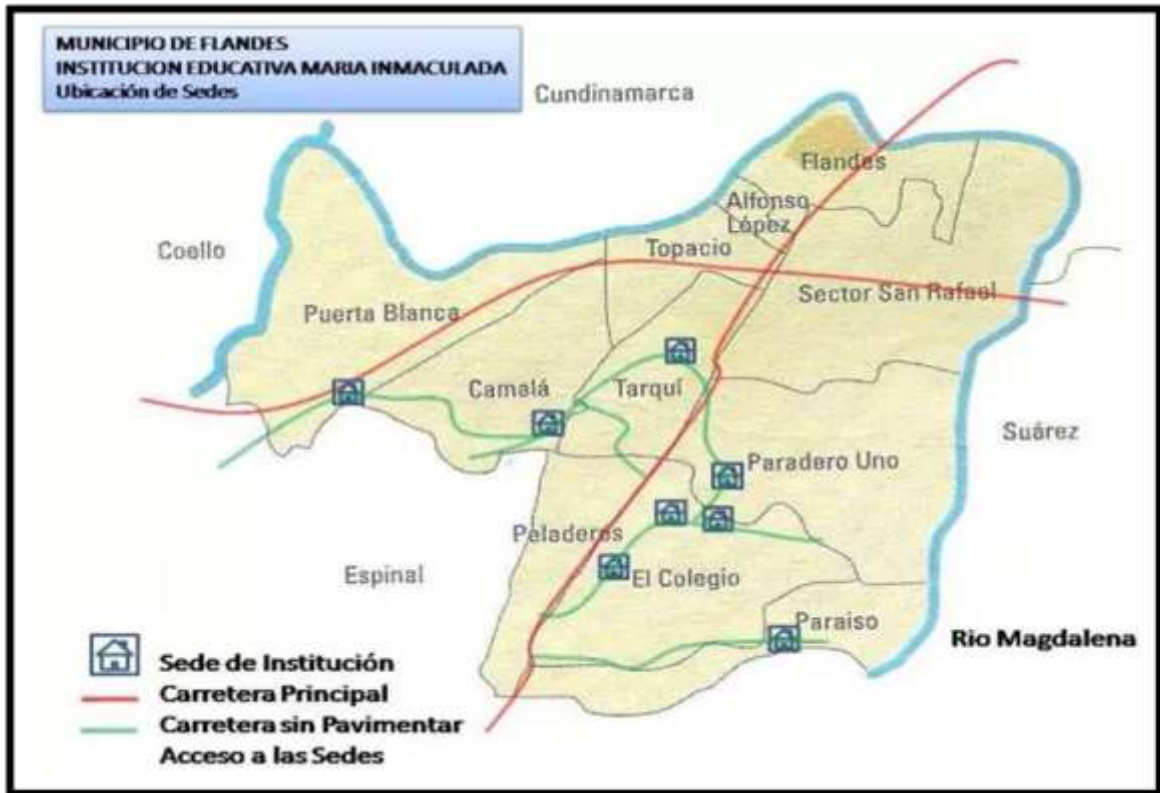 MUNICIPIO DE FLANDES
INSTITUCION EDUCATIVA MARIA INMACULADA
Ubicación de Sedes
Cundinamarca
Flandes
Alfonso
López
Coello
Topacio
Sector San Rafael
Puerta Blanca
Camalá
Tarquí
Suárez
Paradero Uno
Peladeros
Espinal
El Colegio
Paraiso
Rio Magdalena
Sede de Institución
Carretera Principal
Carretera sin Pavimentar
Acceso a las Sedes